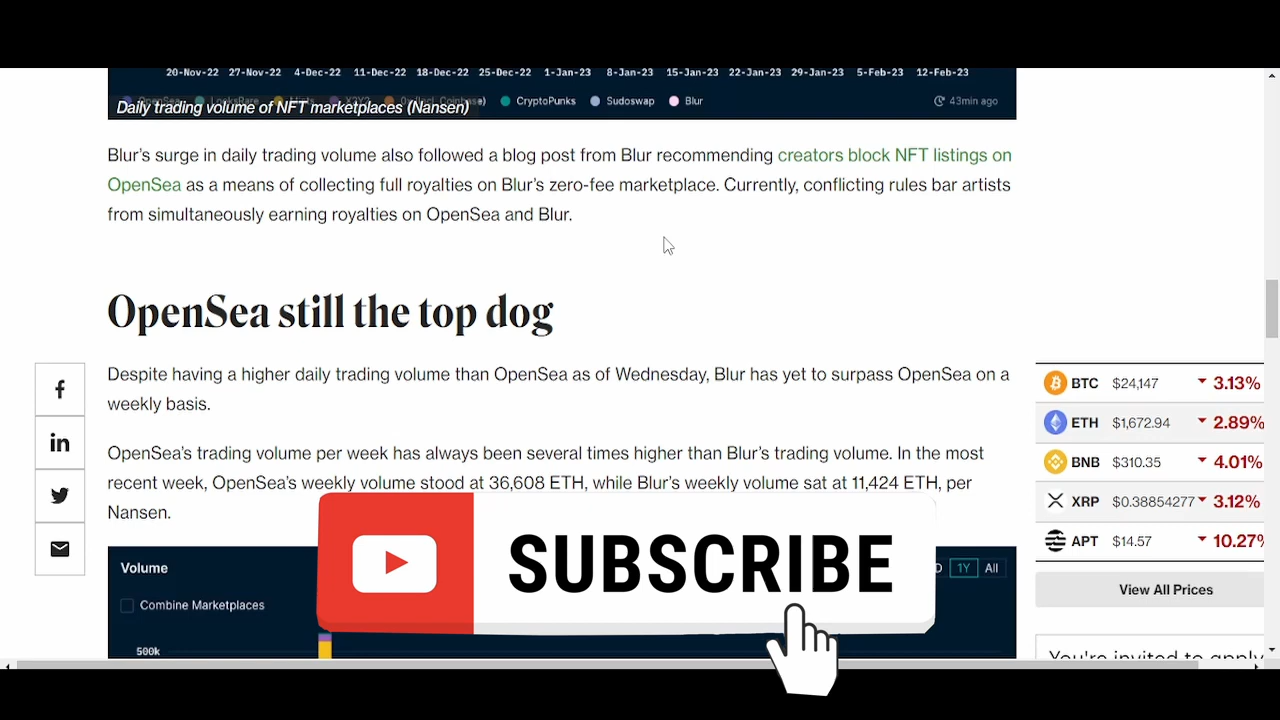 20-Nov-22 27-Nov-22 4-Dec-22 11-Dec-22 18-Dec-22 25-Dec-22 1-Jan-23 8-Jan-23 15-Jan-23 22-Jan-23 29-Jan-23 5-Feb-23 12-Feb-23
CryptoPunks Sudoswap Blur 43min ago
Daily trading volume of NFT marketplaces (Nansen)
Blur's surge in daily trading volume also followed a blog post from Blur recommending creators block NFT listings on
OpenSea as a means of collecting full royalties on Blur's zero-fee marketplace. Currently, conflicting rules bar artists
from simultaneously earning royalties on OpenSea and Blur.
OpenSea still the top dog
Despite having a higher daily trading volume than OpenSea as of Wednesday, Blur has yet to surpass OpenSea on a
weekly basis.
OpenSea's trading volume per week has always been several times higher than Blur's trading volume. In the most
recent week, OpenSea's weekly volume stood at 36,608 ETH, while Blur's weekly volume sat at 11,424 ETH, per
Nansen.
Volume
1Y All
Combine Marketplaces
500k
SUBSCRIBE
BTC $24,147 3.13%
ETH $1,672.94 2.89%
BNB $310.35 4.01%
XRP $0.38854277 3.12%
APT $14.57 10.27%
View All Prices
You're invited to apply